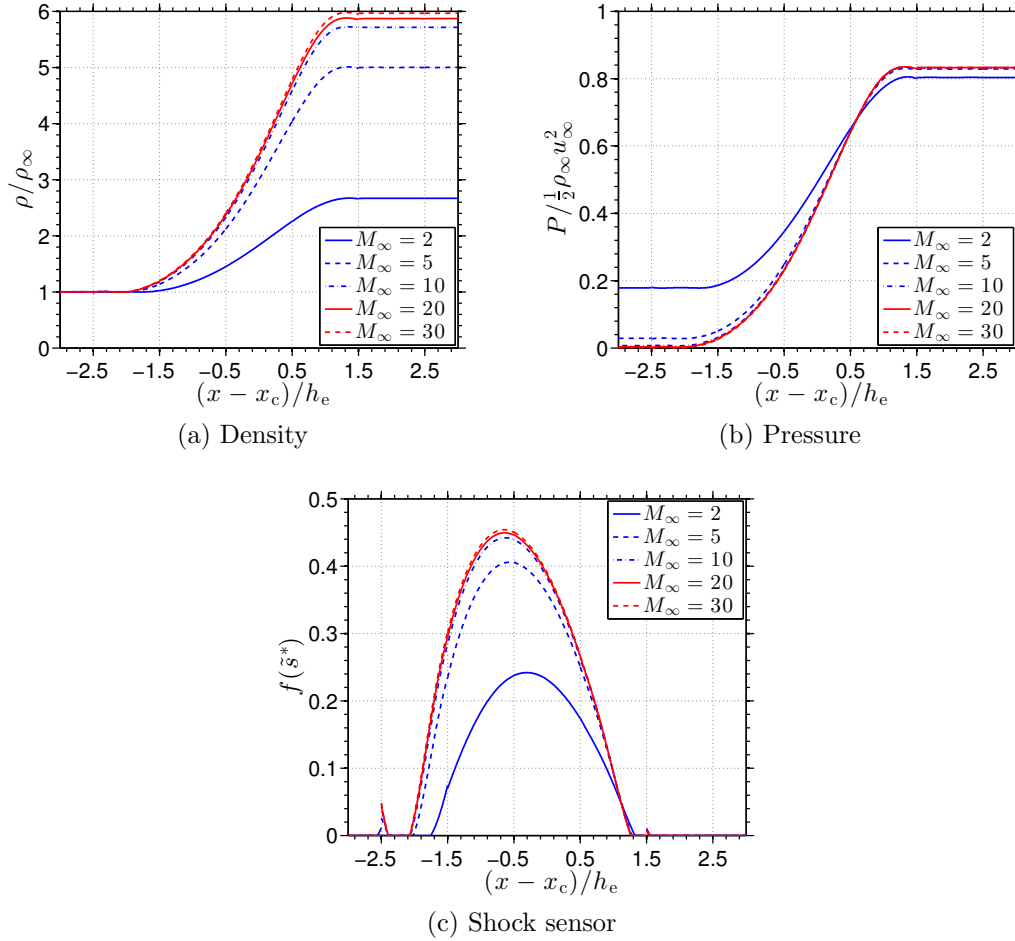 6
5
4
3
2
1
0
ρ/ρ∞
−2.5 −1.5 −0.5 0.5 1.5 2.5
(x − xc)/he
M∞ = 2
M∞ = 5
M∞ = 10
M∞ = 20
M∞ = 30
(a) Density
1
0.8
0.6
0.4
0.2
0
P/½ρ∞u²∞
−2.5 −1.5 −0.5 0.5 1.5 2.5
(x − xc)/he
M∞ = 2
M∞ = 5
M∞ = 10
M∞ = 20
M∞ = 30
(b) Pressure
0.5
0.4
0.3
0.2
0.1
0
f(s̃*)
−2.5 −1.5 −0.5 0.5 1.5 2.5
(x − xc)/he
M∞ = 2
M∞ = 5
M∞ = 10
M∞ = 20
M∞ = 30
(c) Shock sensor